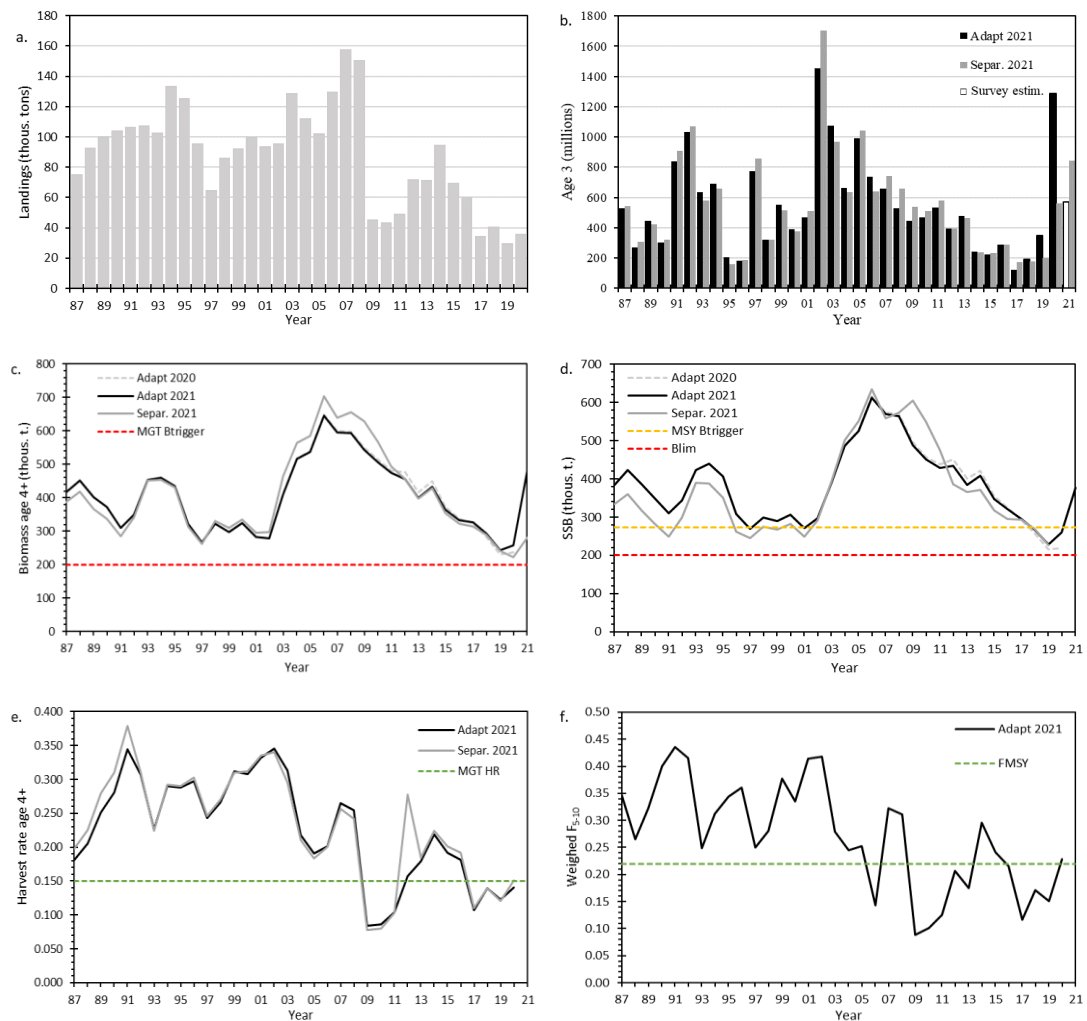 a.
Landings (thous. tons)
180
160
140
120
100
80
60
40
20
0
87 89 91 93 95 97 99 01 03 05 07 09 11 13 15 17 19
Year
b.
Age 3 (millions)
1800
1600
1400
1200
1000
800
600
400
200
0
Adapt 2021
Separ. 2021
Survey estim.
87 89 91 93 95 97 99 01 03 05 07 09 11 13 15 17 19 21
Year
c.
Biomass age 4+ (thous. t.)
800
700
600
500
400
300
200
100
0
Adapt 2020
Adapt 2021
Separ. 2021
MGT Btrigger
87 89 91 93 95 97 99 01 03 05 07 09 11 13 15 17 19 21
Year
d.
SSB (thous. t.)
700
600
500
400
300
200
100
0
Adapt 2020
Adapt 2021
Separ. 2021
MSY Btrigger
Blim
87 89 91 93 95 97 99 01 03 05 07 09 11 13 15 17 19 21
Year
e.
Harvest rate age 4+
0.400
0.350
0.300
0.250
0.200
0.150
0.100
0.050
0.000
Adapt 2021
Separ. 2021
MGT HR
87 89 91 93 95 97 99 01 03 05 07 09 11 13 15 17 19 21
Year
f.
Weighed F5-10
0.50
0.45
0.40
0.35
0.30
0.25
0.20
0.15
0.10
0.05
0.00
Adapt 2021
FMSY
87 89 91 93 95 97 99 01 03 05 07 09 11 13 15 17 19 21
Year